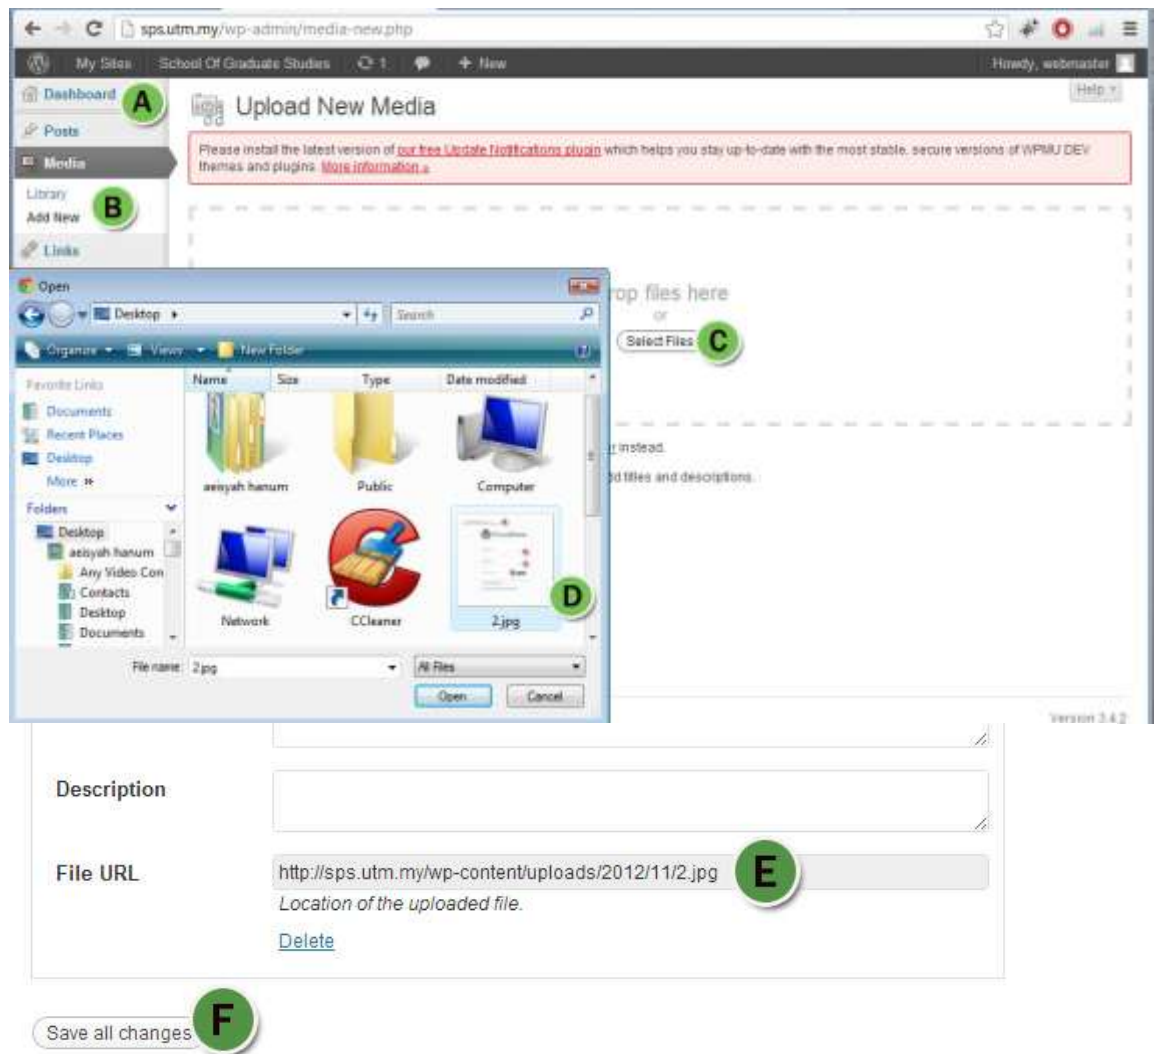 sps.utm.my/wp-admin/media-new.php
My Sites School Of Graduate Studies 1 + New Howdy, webmaster
Dashboard A
Help
Upload New Media
Posts
Please install the latest version of our free Update Notifications plugin which helps you stay up-to-date with the most stable, secure versions of WPMU DEV
themes and plugins. More information »
Media
Library
Add New B
Links
Open
rop files here
or
Desktop
Search
Select Files C
Organize Views New Folder
Favorite Links
Name Size Type Date modified
Documents
Recent Places
Desktop
More »
r instead.
dd titles and descriptions.
aeisyah hanum Public Computer
Folders
Desktop
aeisyah hanum
Any Video Con
Contacts
Desktop
Documents
D
Network CCleaner 2.jpg
File name: 2.jpg All Files
Open Cancel
Version 3.4.2
Description
File URL http://sps.utm.my/wp-content/uploads/2012/11/2.jpg E
Location of the uploaded file.
Delete
Save all changes F